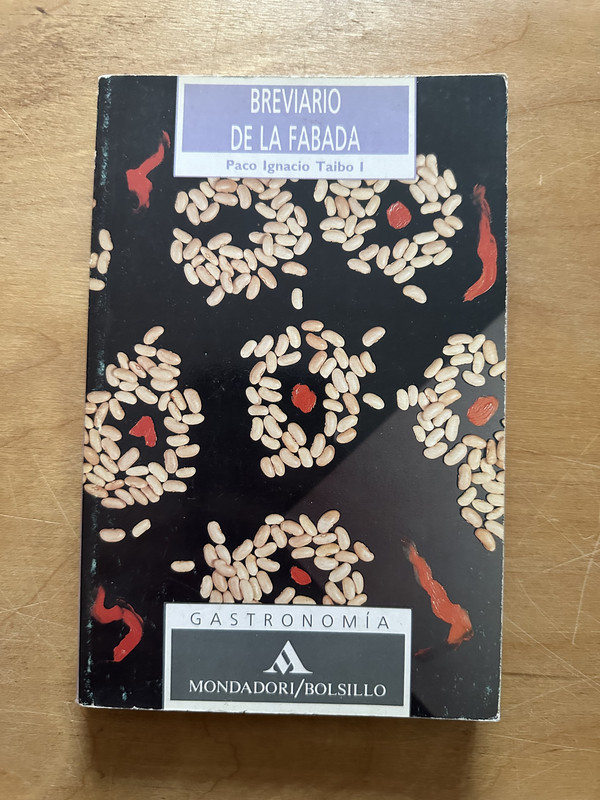 BREVIARIO
DE LA FABADA
Paco Ignacio Taibo I
GASTRONOMÍA
MONDADORI/BOLSILLO